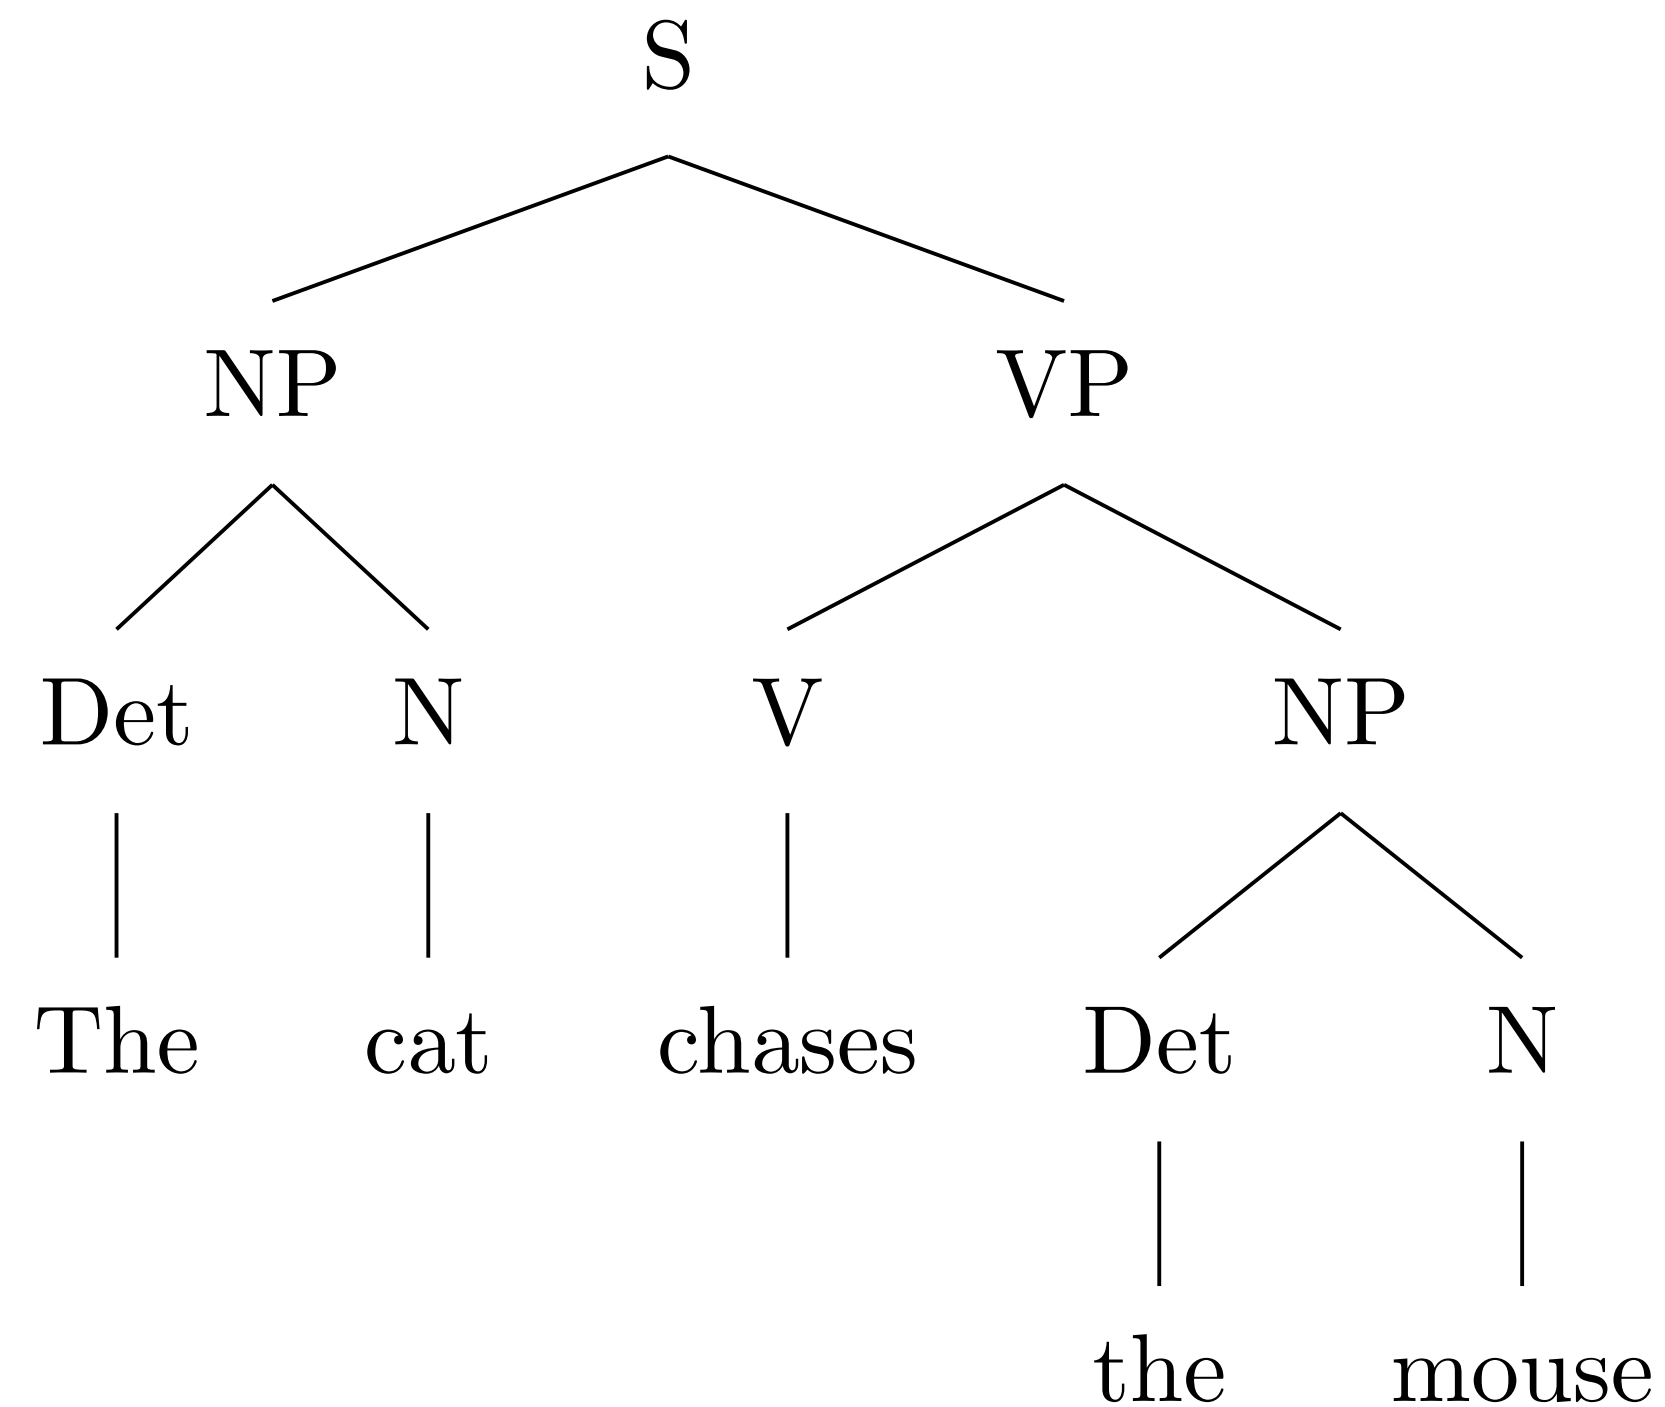 S
NP VP
Det N V NP
The cat chases Det N
the mouse